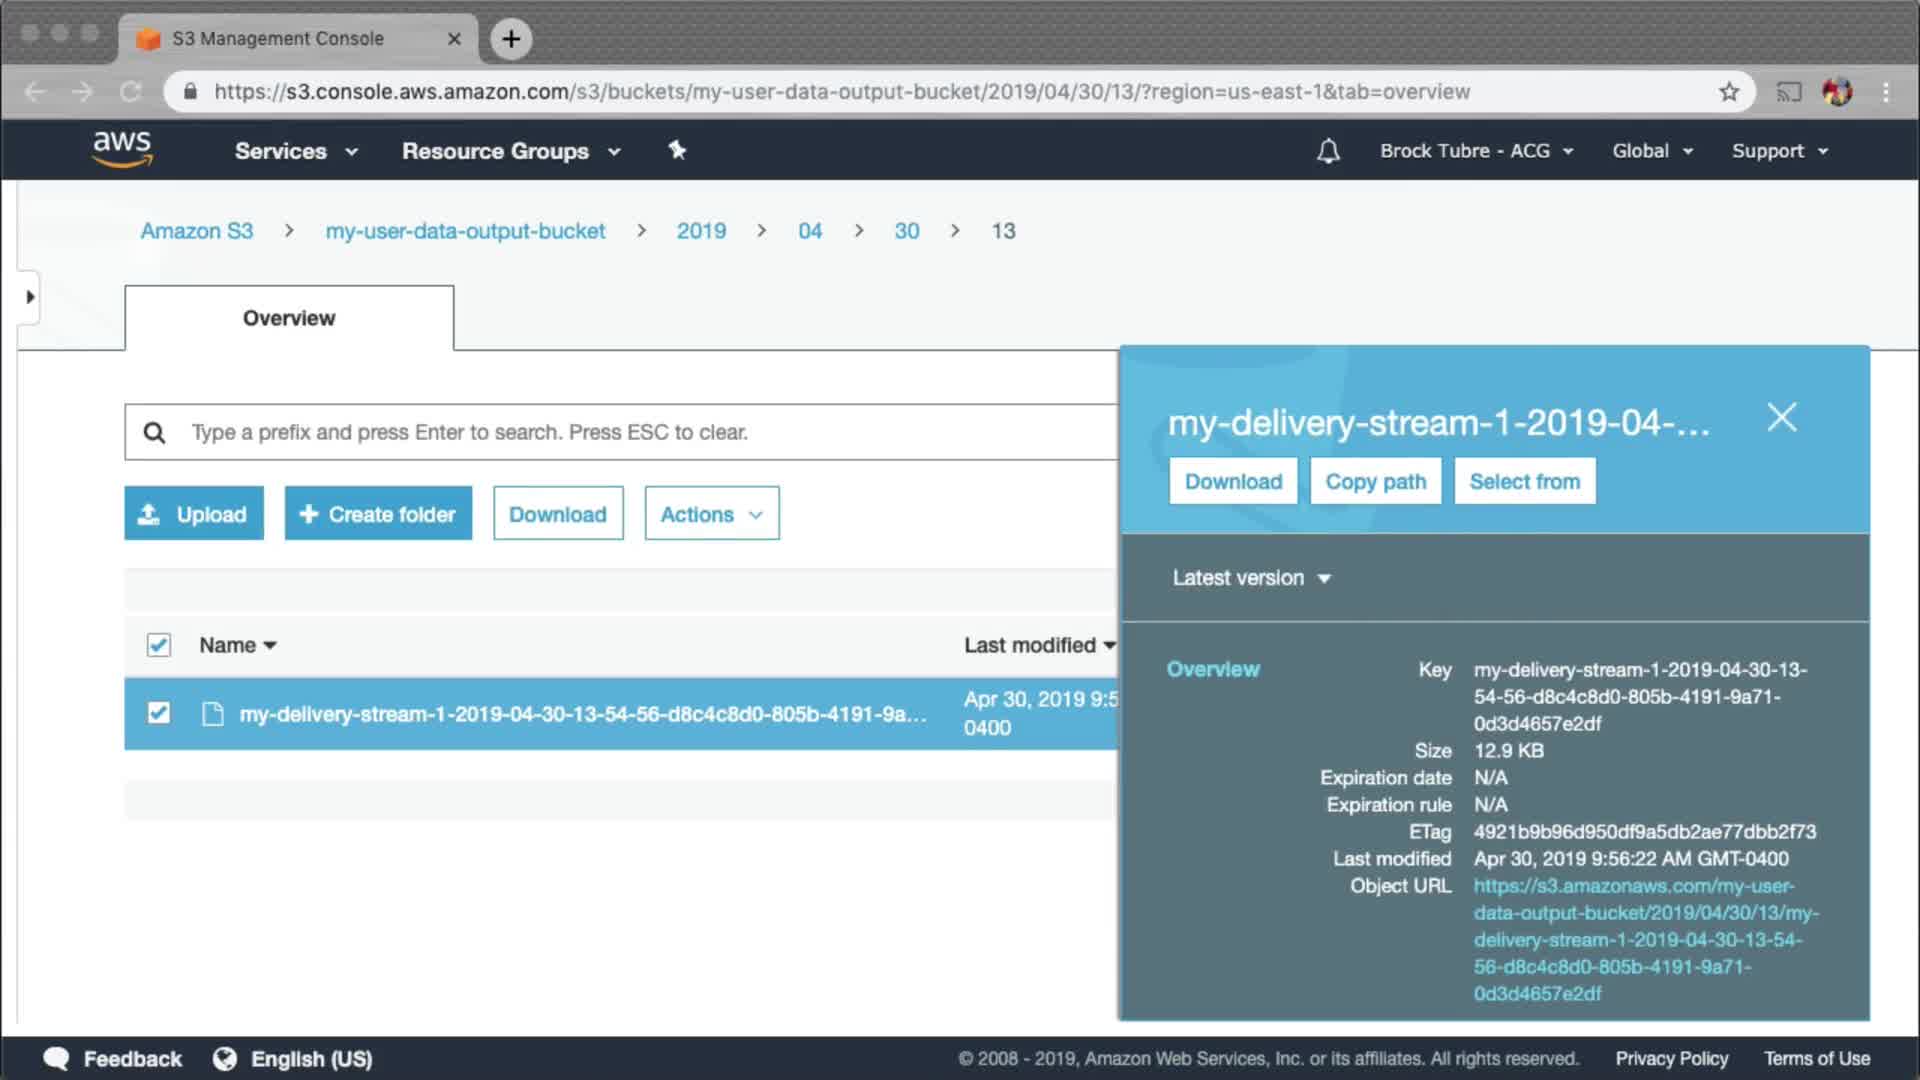 S3 Management Console
https://s3.console.aws.amazon.com/s3/buckets/my-user-data-output-bucket/2019/04/30/13/?region=us-east-1&tab=overview
aws Services Resource Groups Brock Tubre - ACG Global Support
Amazon S3 > my-user-data-output-bucket > 2019 > 04 > 30 > 13
Overview
Type a prefix and press Enter to search. Press ESC to clear.
Upload + Create folder Download Actions
Name Last modified
my-delivery-stream-1-2019-04-30-13-54-56-d8c4c8d0-805b-4191-9a... Apr 30, 2019 9:5
0400
my-delivery-stream-1-2019-04-...
Download Copy path Select from
Latest version
Overview Key my-delivery-stream-1-2019-04-30-13-
54-56-d8c4c8d0-805b-4191-9a71-
0d3d4657e2df
Size 12.9 KB
Expiration date N/A
Expiration rule N/A
ETag 4921b9b96d950df9a5db2ae77dbb2f73
Last modified Apr 30, 2019 9:56:22 AM GMT-0400
Object URL https://s3.amazonaws.com/my-user-
data-output-bucket/2019/04/30/13/my-
delivery-stream-1-2019-04-30-13-54-
56-d8c4c8d0-805b-4191-9a71-
0d3d4657e2df
Feedback English (US) © 2008 - 2019, Amazon Web Services, Inc. or its affiliates. All rights reserved. Privacy Policy Terms of Use